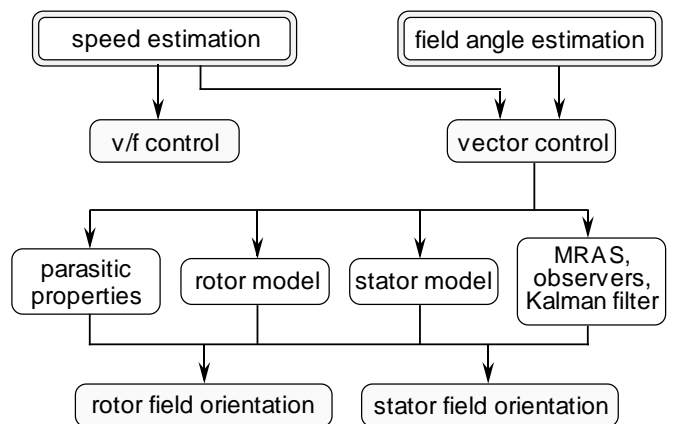 speed estimation
field angle estimation
v/f control
vector control
parasitic
properties
rotor model
stator model
MRAS,
observers,
Kalman filter
rotor field orientation
stator field orientation